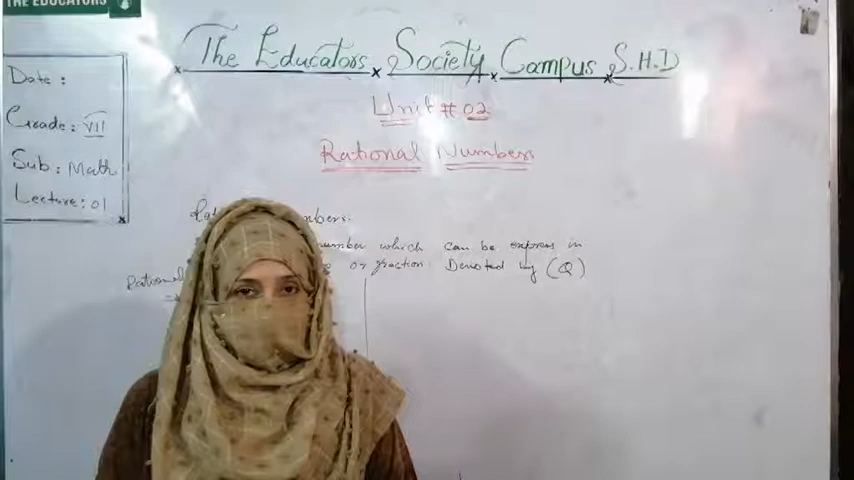 THE EDUCATORS
The Educators Society Campus S.H.D
Date :
Grade : VII
Sub : Math
Lecture : 01
Unit # 02
Rational Numbers
number which can be express in
or fraction. Denoted by (Q)
Rational